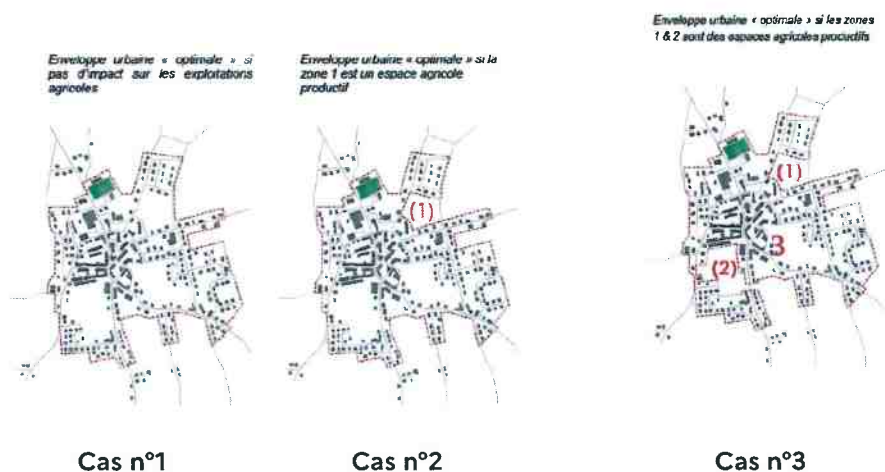 Enveloppe urbaine « optimale » si les zones
1 & 2 sont des espaces agricoles productifs
Enveloppe urbaine « optimale » si
pas d'impact sur les exploitations
agricoles
Enveloppe urbaine « optimale » si la
zone 1 est un espace agricole
productif
(1)
(1)
3
(2)
Cas n°1
Cas n°2
Cas n°3